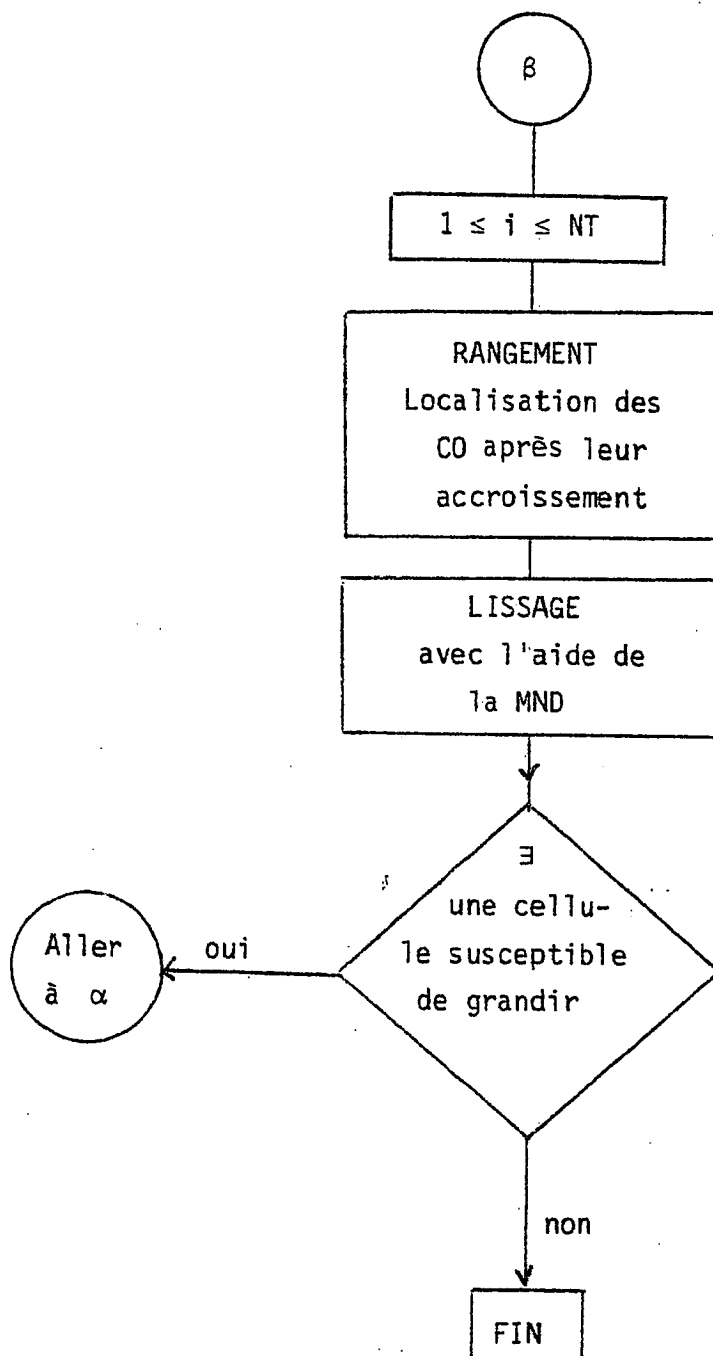 β
1 ≤ i ≤ NT
RANGEMENT
Localisation des
CO après leur
accroissement
LISSAGE
avec l'aide de
la MND
∃
une cellu-
le susceptible
de grandir
Aller
à α
oui
non
FIN